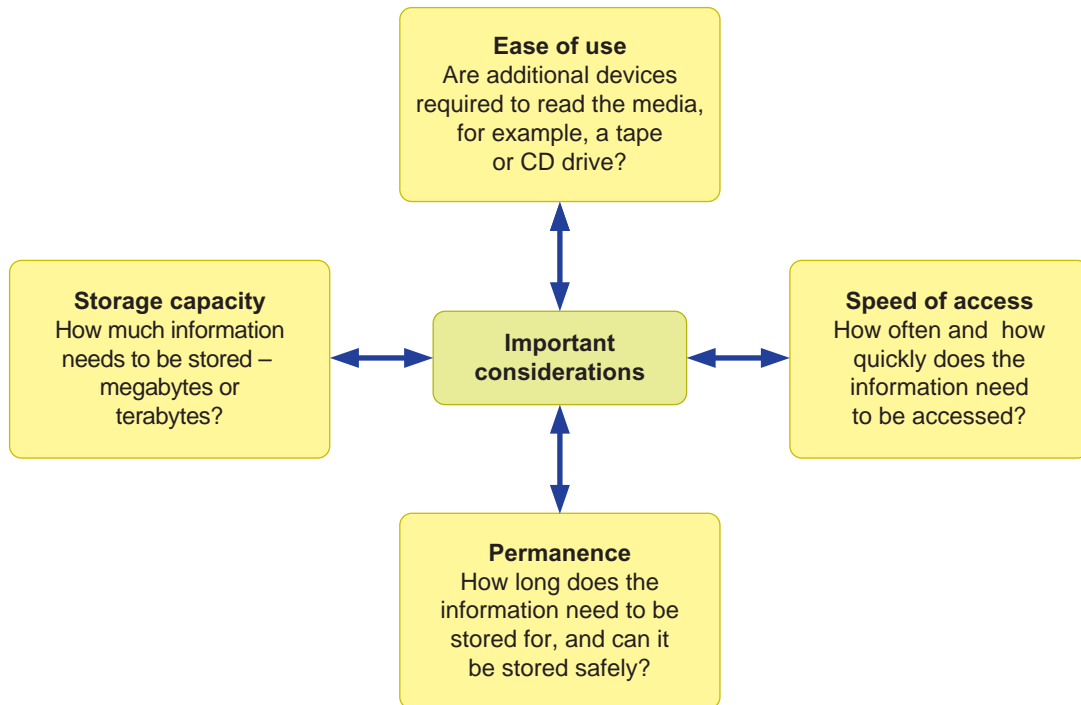 Ease of use
Are additional devices
required to read the media,
for example, a tape
or CD drive?
Storage capacity
How much information
needs to be stored –
megabytes or
terabytes?
Important
considerations
Speed of access
How often and how
quickly does the
information need
to be accessed?
Permanence
How long does the
information need to be
stored for, and can it
be stored safely?